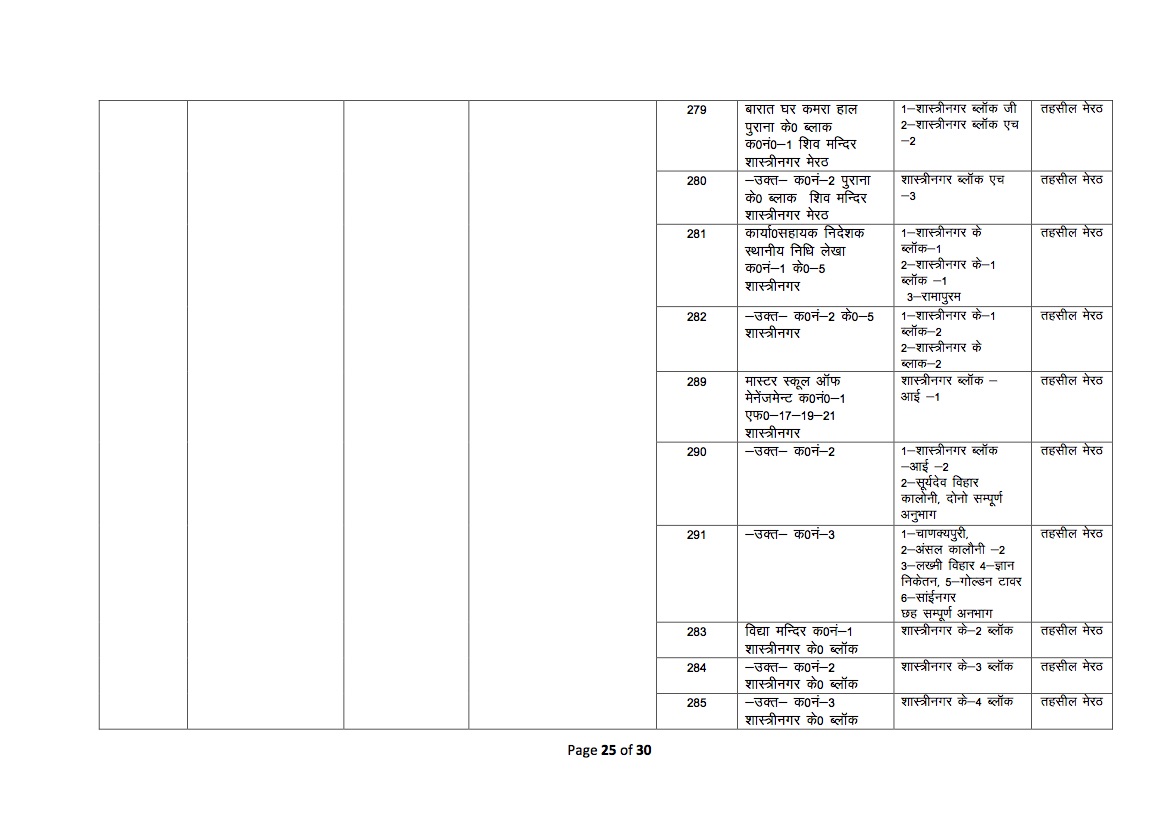 279
बारात घर कमरा हाल
पुराना के0 ब्लाक
क0नं0–1 शिव मन्दिर
शास्त्रीनगर मेरठ
1–शास्त्रीनगर ब्लॉक जी
2–शास्त्रीनगर ब्लॉक एच
–2
तहसील मेरठ
280
–उक्त– क0नं–2 पुराना
के0 ब्लाक शिव मन्दिर
शास्त्रीनगर मेरठ
शास्त्रीनगर ब्लॉक एच
–3
तहसील मेरठ
281
कार्या0सहायक निदेशक
स्थानीय निधि लेखा
क0नं–1 के0–5
शास्त्रीनगर
1–शास्त्रीनगर के
ब्लॉक–1
2–शास्त्रीनगर के–1
ब्लॉक –1
3–रामापुरम
तहसील मेरठ
282
–उक्त– क0नं–2 के0–5
शास्त्रीनगर
1–शास्त्रीनगर के–1
ब्लॉक–2
2–शास्त्रीनगर के
ब्लाक–2
तहसील मेरठ
289
मास्टर स्कूल ऑफ
मेनेंजमेन्ट क0नं0–1
एफ0–17–19–21
शास्त्रीनगर
शास्त्रीनगर ब्लॉक –
आई –1
तहसील मेरठ
290
–उक्त– क0नं–2
1–शास्त्रीनगर ब्लॉक
–आई –2
2–सूर्यदेव विहार
कालोनी, दोनो सम्पूर्ण
अनुभाग
तहसील मेरठ
291
–उक्त– क0नं–3
1–चाणक्यपुरी,
2–अंसल कालौनी –2
3–लख्मी विहार 4–ज्ञान
निकेतन, 5–गोल्डन टावर
6–सांईनगर
छह सम्पूर्ण अनभाग
तहसील मेरठ
283
विद्या मन्दिर क0नं–1
शास्त्रीनगर के0 ब्लॉक
शास्त्रीनगर के–2 ब्लॉक
तहसील मेरठ
284
–उक्त– क0नं–2
शास्त्रीनगर के0 ब्लॉक
शास्त्रीनगर के–3 ब्लॉक
तहसील मेरठ
285
–उक्त– क0नं–3
शास्त्रीनगर के0 ब्लॉक
शास्त्रीनगर के–4 ब्लॉक
तहसील मेरठ
Page 25 of 30